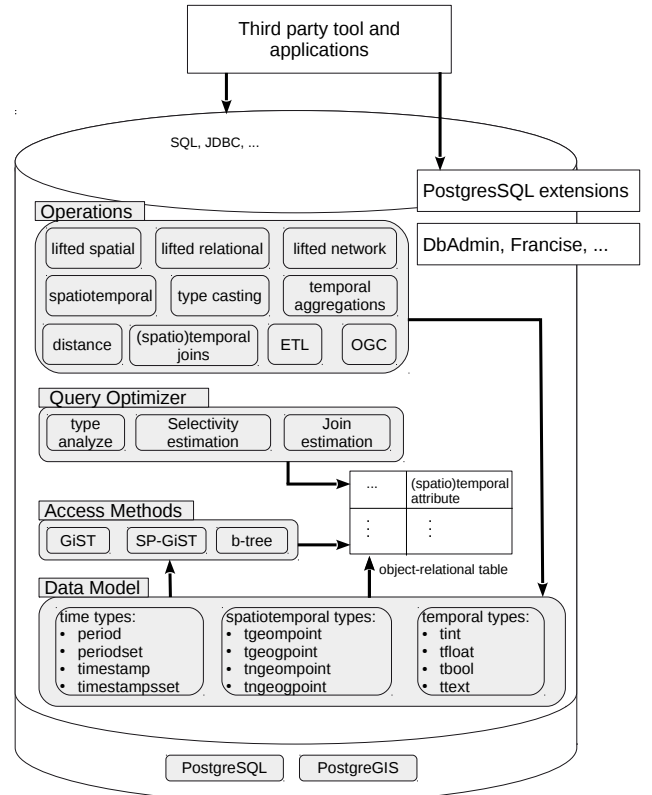 Third party tool and
applications
SQL, JDBC, ...
PostgresSQL extensions
DbAdmin, Francise, ...
Operations
lifted spatial
lifted relational
lifted network
spatiotemporal
type casting
temporal
aggregations
distance
(spatio)temporal
joins
ETL
OGC
Query Optimizer
type
analyze
Selectivity
estimation
Join
estimation
...
(spatio)temporal
attribute
object-relational table
Access Methods
GiST
SP-GiST
b-tree
Data Model
time types:
• period
• periodset
• timestamp
• timestampsset
spatiotemporal types:
• tgeompoint
• tgeogpoint
• tngeompoint
• tngeogpoint
temporal types:
• tint
• tfloat
• tbool
• ttext
PostgreSQL
PostgreGIS